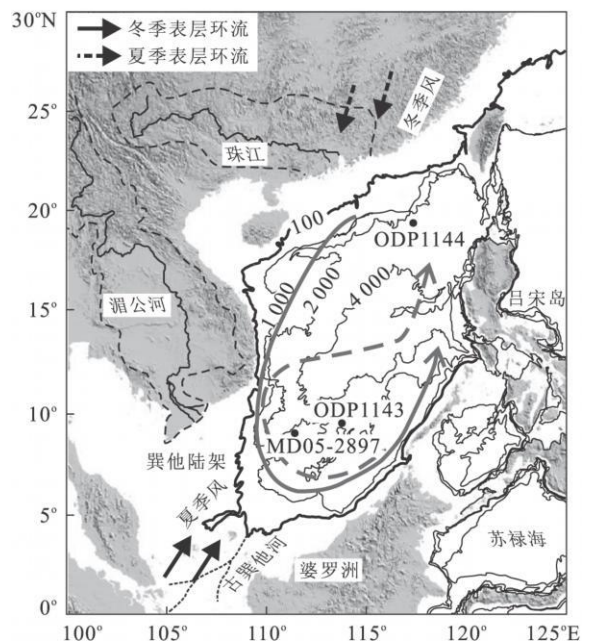 30°N
冬季表层环流
夏季表层环流
冬季风
25°
珠江
20°
100
ODP1144
1 000
2 000
4 000
吕宋岛
15°
湄公河
10°
ODP1143
MD05-2897
巽他陆架
夏季风
5°
古巽他河
婆罗洲
苏禄海
0°
100°
105°
110°
115°
120°
125°E